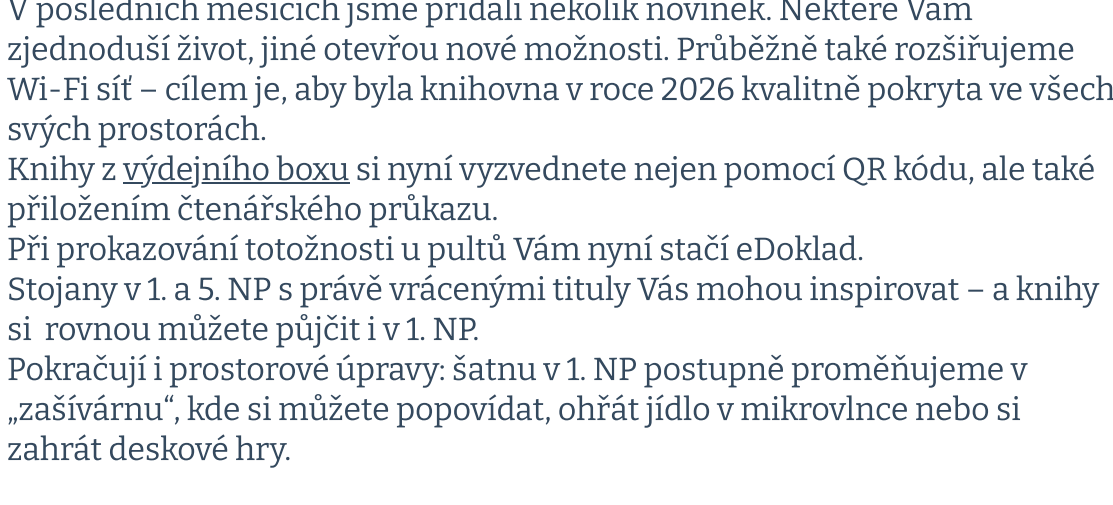 V posledních měsících jsme přidali několik novinek. Některé Vám
zjednoduší život, jiné otevřou nové možnosti. Průběžně také rozšiřujeme
Wi-Fi síť – cílem je, aby byla knihovna v roce 2026 kvalitně pokryta ve všech
svých prostorách.
Knihy z výdejního boxu si nyní vyzvednete nejen pomocí QR kódu, ale také
přiložením čtenářského průkazu.
Při prokazování totožnosti u pultů Vám nyní stačí eDoklad.
Stojany v 1. a 5. NP s právě vrácenými tituly Vás mohou inspirovat – a knihy
si  rovnou můžete půjčit i v 1. NP.
Pokračují i prostorové úpravy: šatnu v 1. NP postupně proměňujeme v
„zašívárnu“, kde si můžete popovídat, ohřát jídlo v mikrovlnce nebo si
zahrát deskové hry.